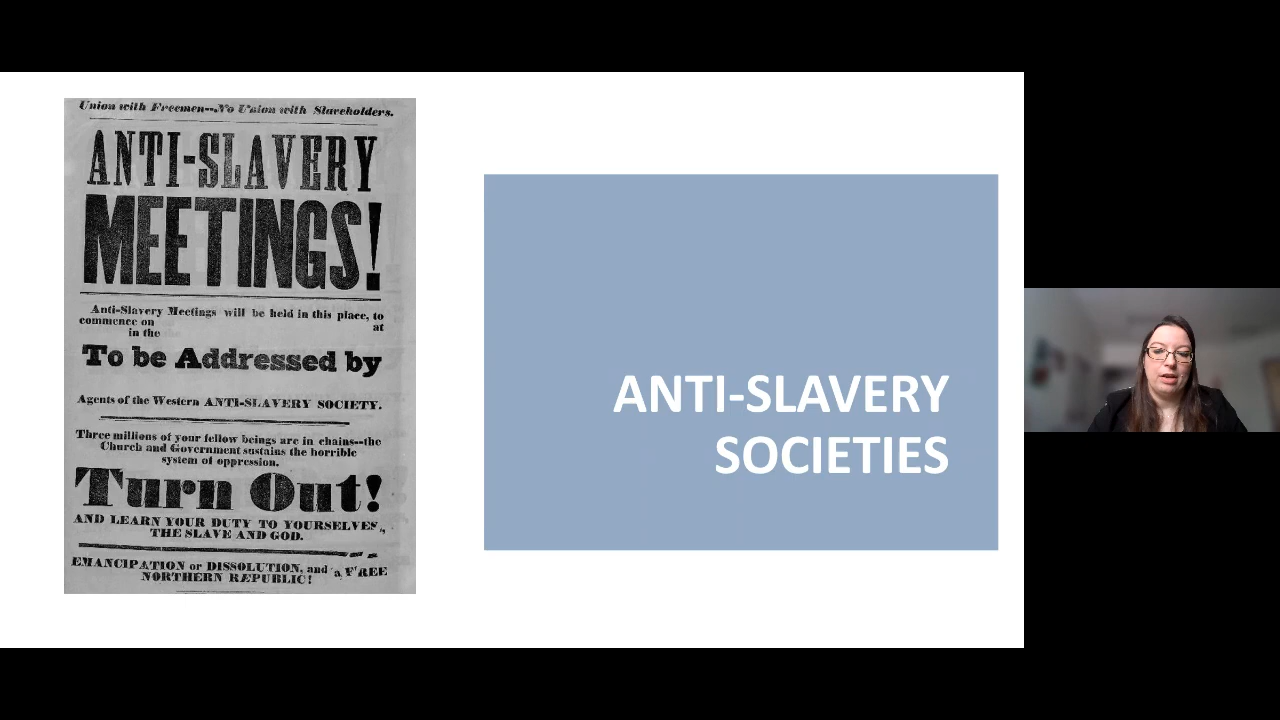 Union with Freemen--No Union with Slaveholders.
ANTI-SLAVERY
MEETINGS!
Anti-Slavery Meetings will be held in this place, to
commence on at
in the
To be Addressed by
Agents of the Western ANTI-SLAVERY SOCIETY.
Three millions of your fellow beings are in chains--the
Church and Government sustains the horrible
system of oppression.
Turn Out!
AND LEARN YOUR DUTY TO YOURSELVES,
THE SLAVE AND GOD.
EMANCIPATION or DISSOLUTION, and a FREE
NORTHERN REPUBLIC!
ANTI-SLAVERY
SOCIETIES